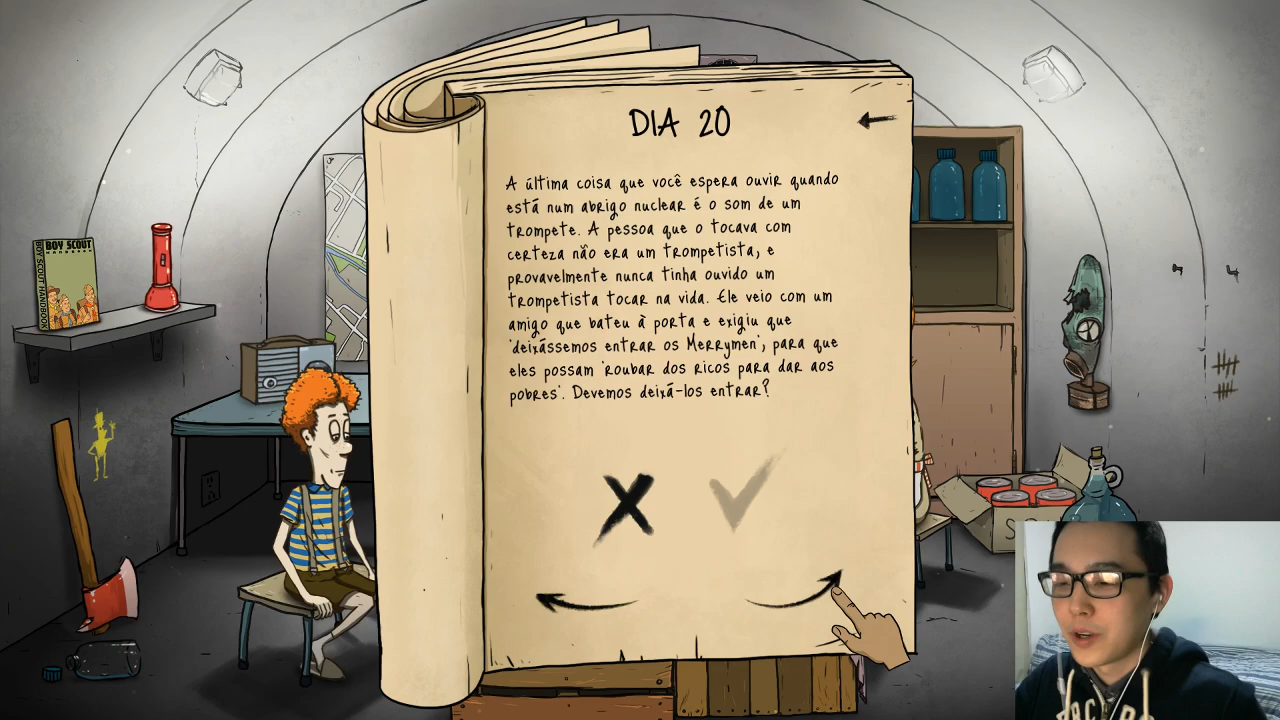 DIA 20
A última coisa que você espera ouvir quando
está num abrigo nuclear é o som de um
trompete. A pessoa que o tocava com
certeza não era um trompetista, e
provavelmente nunca tinha ouvido um
trompetista tocar na vida. Ele veio com um
amigo que bateu à porta e exigiu que
'deixássemos entrar os Merrymen', para que
eles possam 'roubar dos ricos para dar aos
pobres'. Devemos deixá-los entrar?
BOY SCOUT
BOY SCOUT HANDBOOK